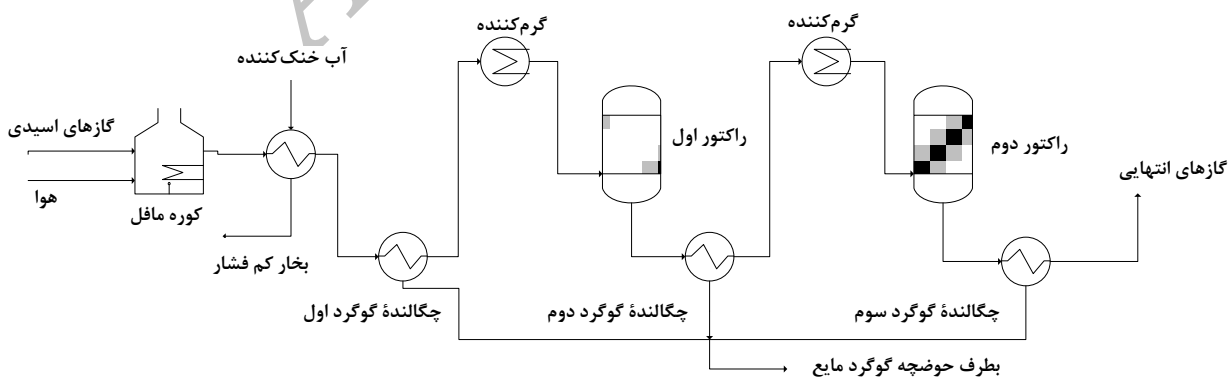 گرم‌کننده
گرم‌کننده
آب خنک‌کننده
گازهای اسیدی
هوا
کوره مافل
بخار کم فشار
راکتور اول
راکتور دوم
گازهای انتهایی
چگالندهٔ گوگرد اول
چگالندهٔ گوگرد دوم
چگالندهٔ گوگرد سوم
بطرف حوضچه گوگرد مایع